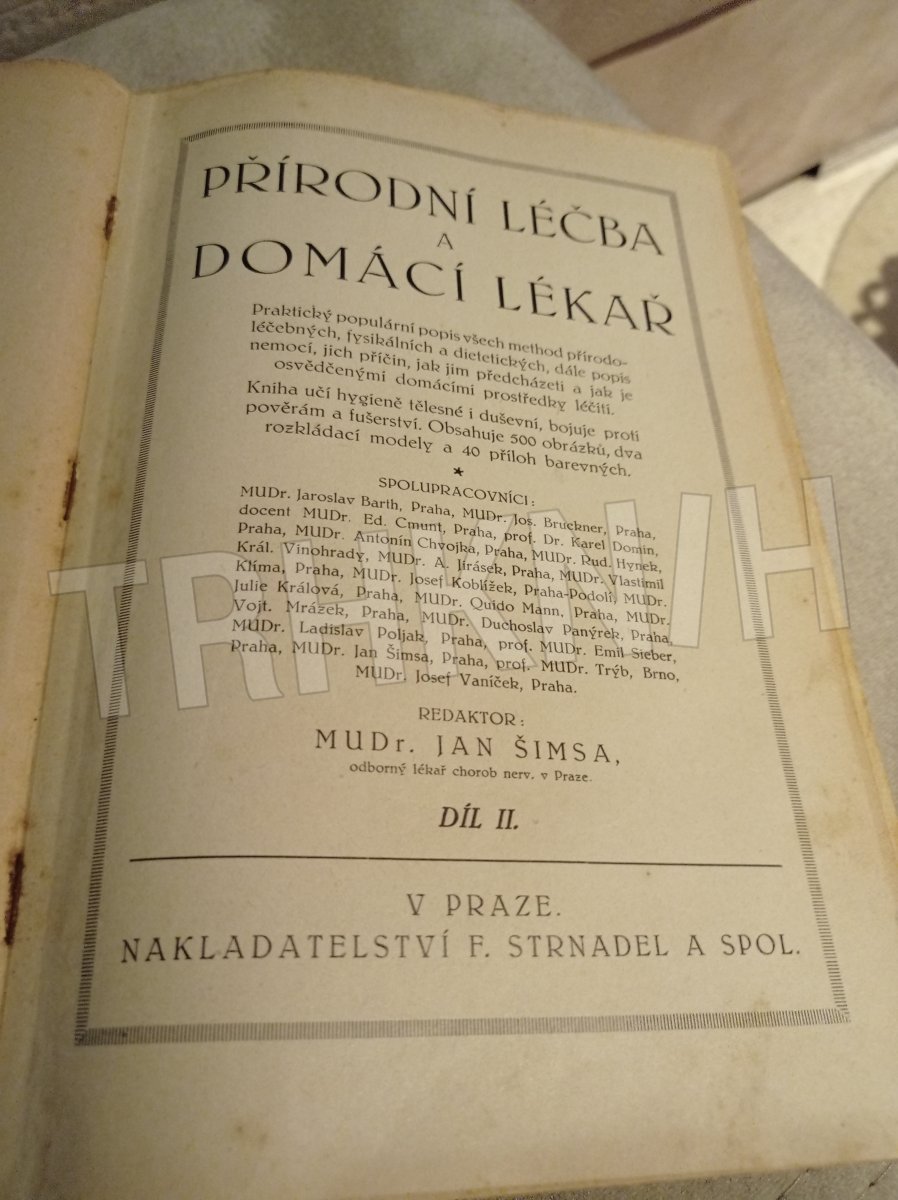 PŘÍRODNÍ LÉČBA
A
DOMÁCÍ LÉKAŘ
Praktický populární popis všech method přírodo-
léčebných, fysikálních a dietetických, dále popis
nemocí, jich příčin, jak jim předcházeti a jak je
osvědčenými domácími prostředky léčiti.
Kniha učí hygieně tělesné i duševní, bojuje proti
pověrám a fušerství. Obsahuje 500 obrázků, dva
rozkládací modely a 40 příloh barevných.
*
SPOLUPRACOVNÍCI:
MUDr. Jaroslav Barth, Praha, MUDr. Jos. Bruckner, Praha,
docent MUDr. Ed. Cmunt, Praha, prof. Dr. Karel Domin,
Praha, MUDr. Antonín Chvojka, Praha, MUDr. Rud. Hynek,
Král. Vinohrady, MUDr. A. Jirásek, Praha, MUDr. Vlastimil
Klíma, Praha, MUDr. Josef Koblížek, Praha-Podolí, MUDr.
Julie Králová, Praha, MUDr. Quido Mann, Praha, MUDr.
Vojt. Mrázek, Praha, MUDr. Duchoslav Panýrek, Praha,
MUDr. Ladislav Poljak, Praha, prof. MUDr. Emil Sieber,
Praha, MUDr. Jan Šimsa, Praha, prof. MUDr. Trýb, Brno,
MUDr. Josef Vaníček, Praha.
REDAKTOR:
MUDr. JAN ŠIMSA,
odborný lékař chorob nerv. v Praze.
DÍL II.
V PRAZE.
NAKLADATELSTVÍ F. STRNADEL A SPOL.
TRHKNIH